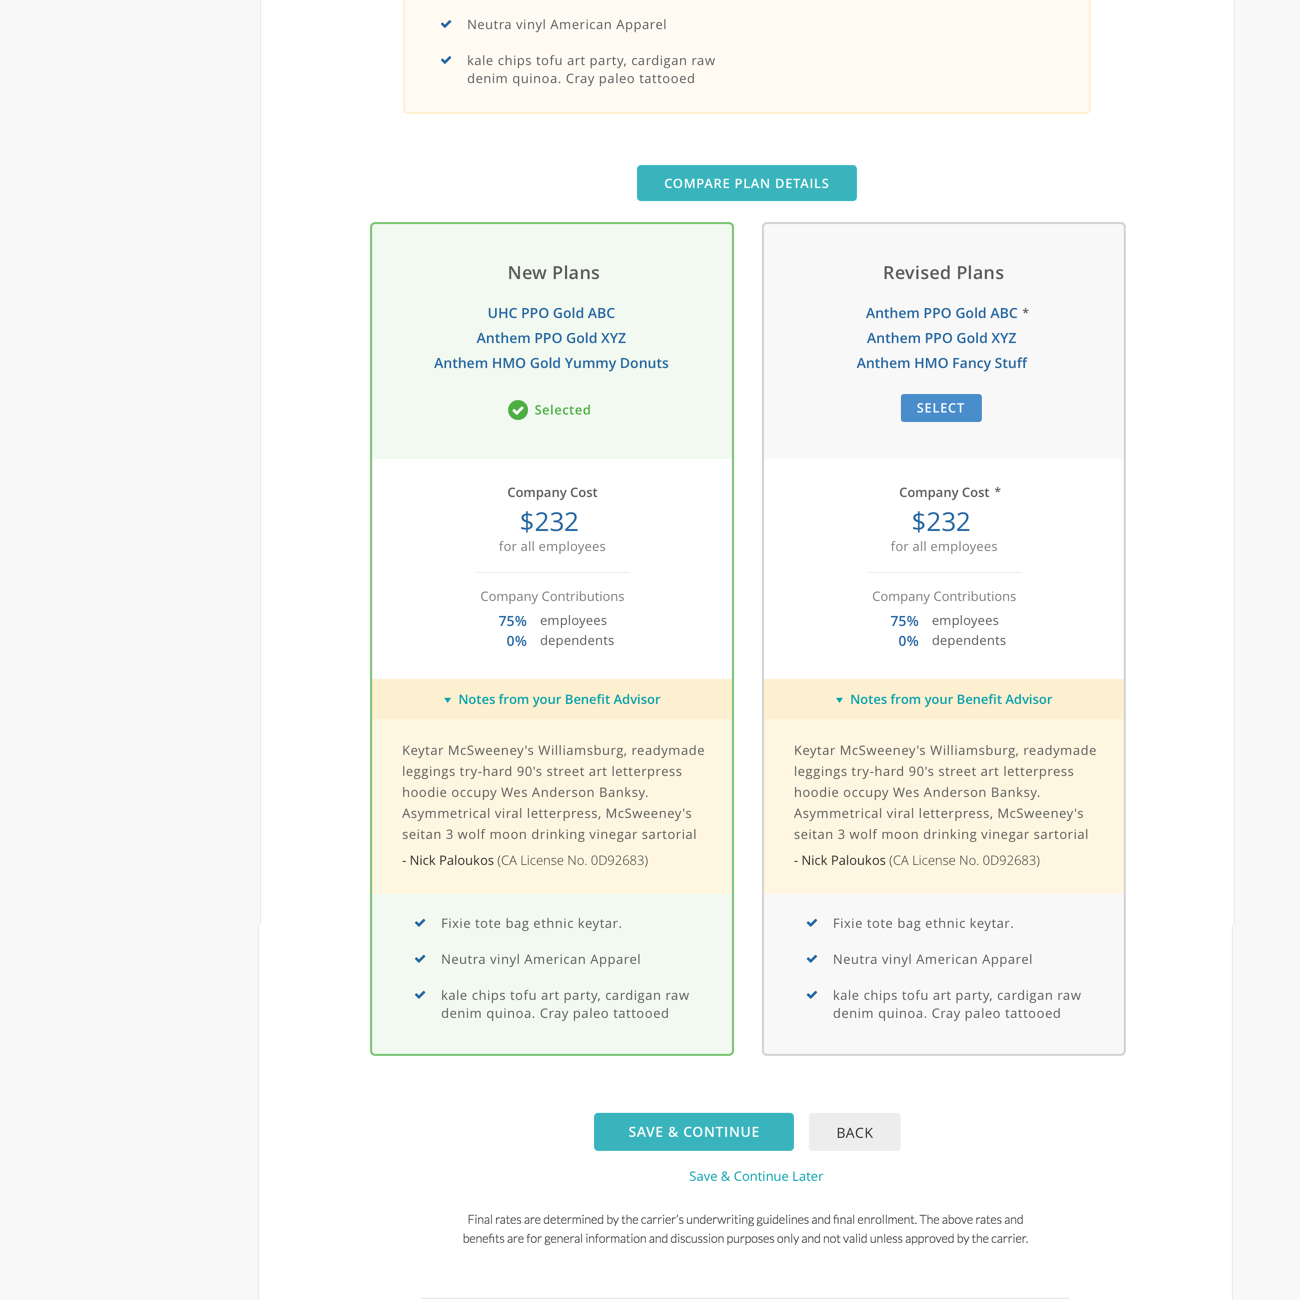 Neutra vinyl American Apparel
kale chips tofu art party, cardigan raw
denim quinoa. Cray paleo tattooed
COMPARE PLAN DETAILS
New Plans
UHC PPO Gold ABC
Anthem PPO Gold XYZ
Anthem HMO Gold Yummy Donuts
Selected
Company Cost
$232
for all employees
Company Contributions
75% employees
0% dependents
Notes from your Benefit Advisor
Keytar McSweeney's Williamsburg, readymade
leggings try-hard 90's street art letterpress
hoodie occupy Wes Anderson Banksy.
Asymmetrical viral letterpress, McSweeney's
seitan 3 wolf moon drinking vinegar sartorial
- Nick Paloukos (CA License No. 0D92683)
Fixie tote bag ethnic keytar.
Neutra vinyl American Apparel
kale chips tofu art party, cardigan raw
denim quinoa. Cray paleo tattooed
Revised Plans
Anthem PPO Gold ABC *
Anthem PPO Gold XYZ
Anthem HMO Fancy Stuff
SELECT
Company Cost *
$232
for all employees
Company Contributions
75% employees
0% dependents
Notes from your Benefit Advisor
Keytar McSweeney's Williamsburg, readymade
leggings try-hard 90's street art letterpress
hoodie occupy Wes Anderson Banksy.
Asymmetrical viral letterpress, McSweeney's
seitan 3 wolf moon drinking vinegar sartorial
- Nick Paloukos (CA License No. 0D92683)
Fixie tote bag ethnic keytar.
Neutra vinyl American Apparel
kale chips tofu art party, cardigan raw
denim quinoa. Cray paleo tattooed
SAVE & CONTINUE
BACK
Save & Continue Later
Final rates are determined by the carrier's underwriting guidelines and final enrollment. The above rates and
benefits are for general information and discussion purposes only and not valid unless approved by the carrier.